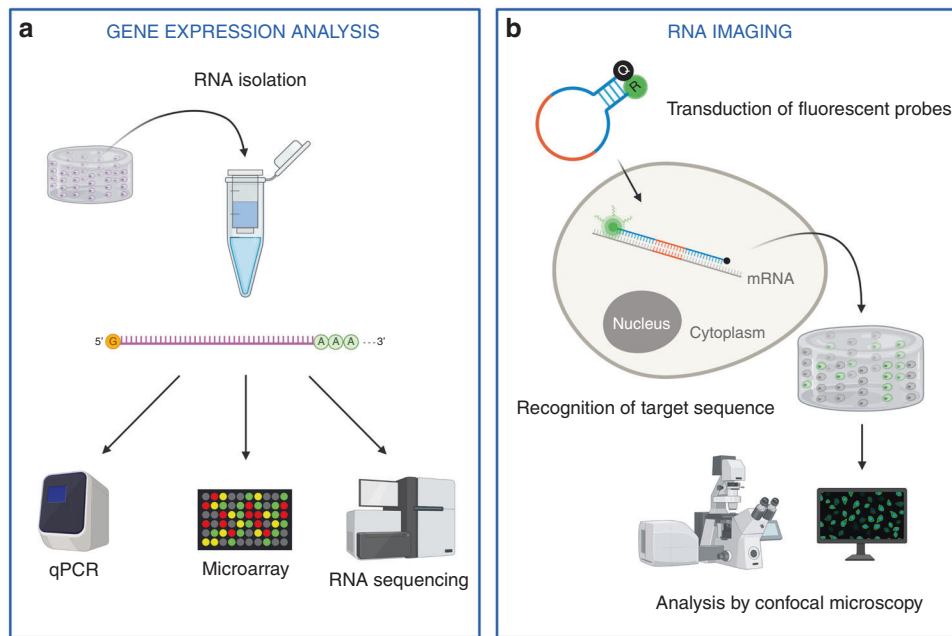 a
GENE EXPRESSION ANALYSIS
RNA isolation
5' G A A A ----3'
qPCR
Microarray
RNA sequencing
b
RNA IMAGING
Q
R
Transduction of fluorescent probes
mRNA
Nucleus
Cytoplasm
Recognition of target sequence
Analysis by confocal microscopy